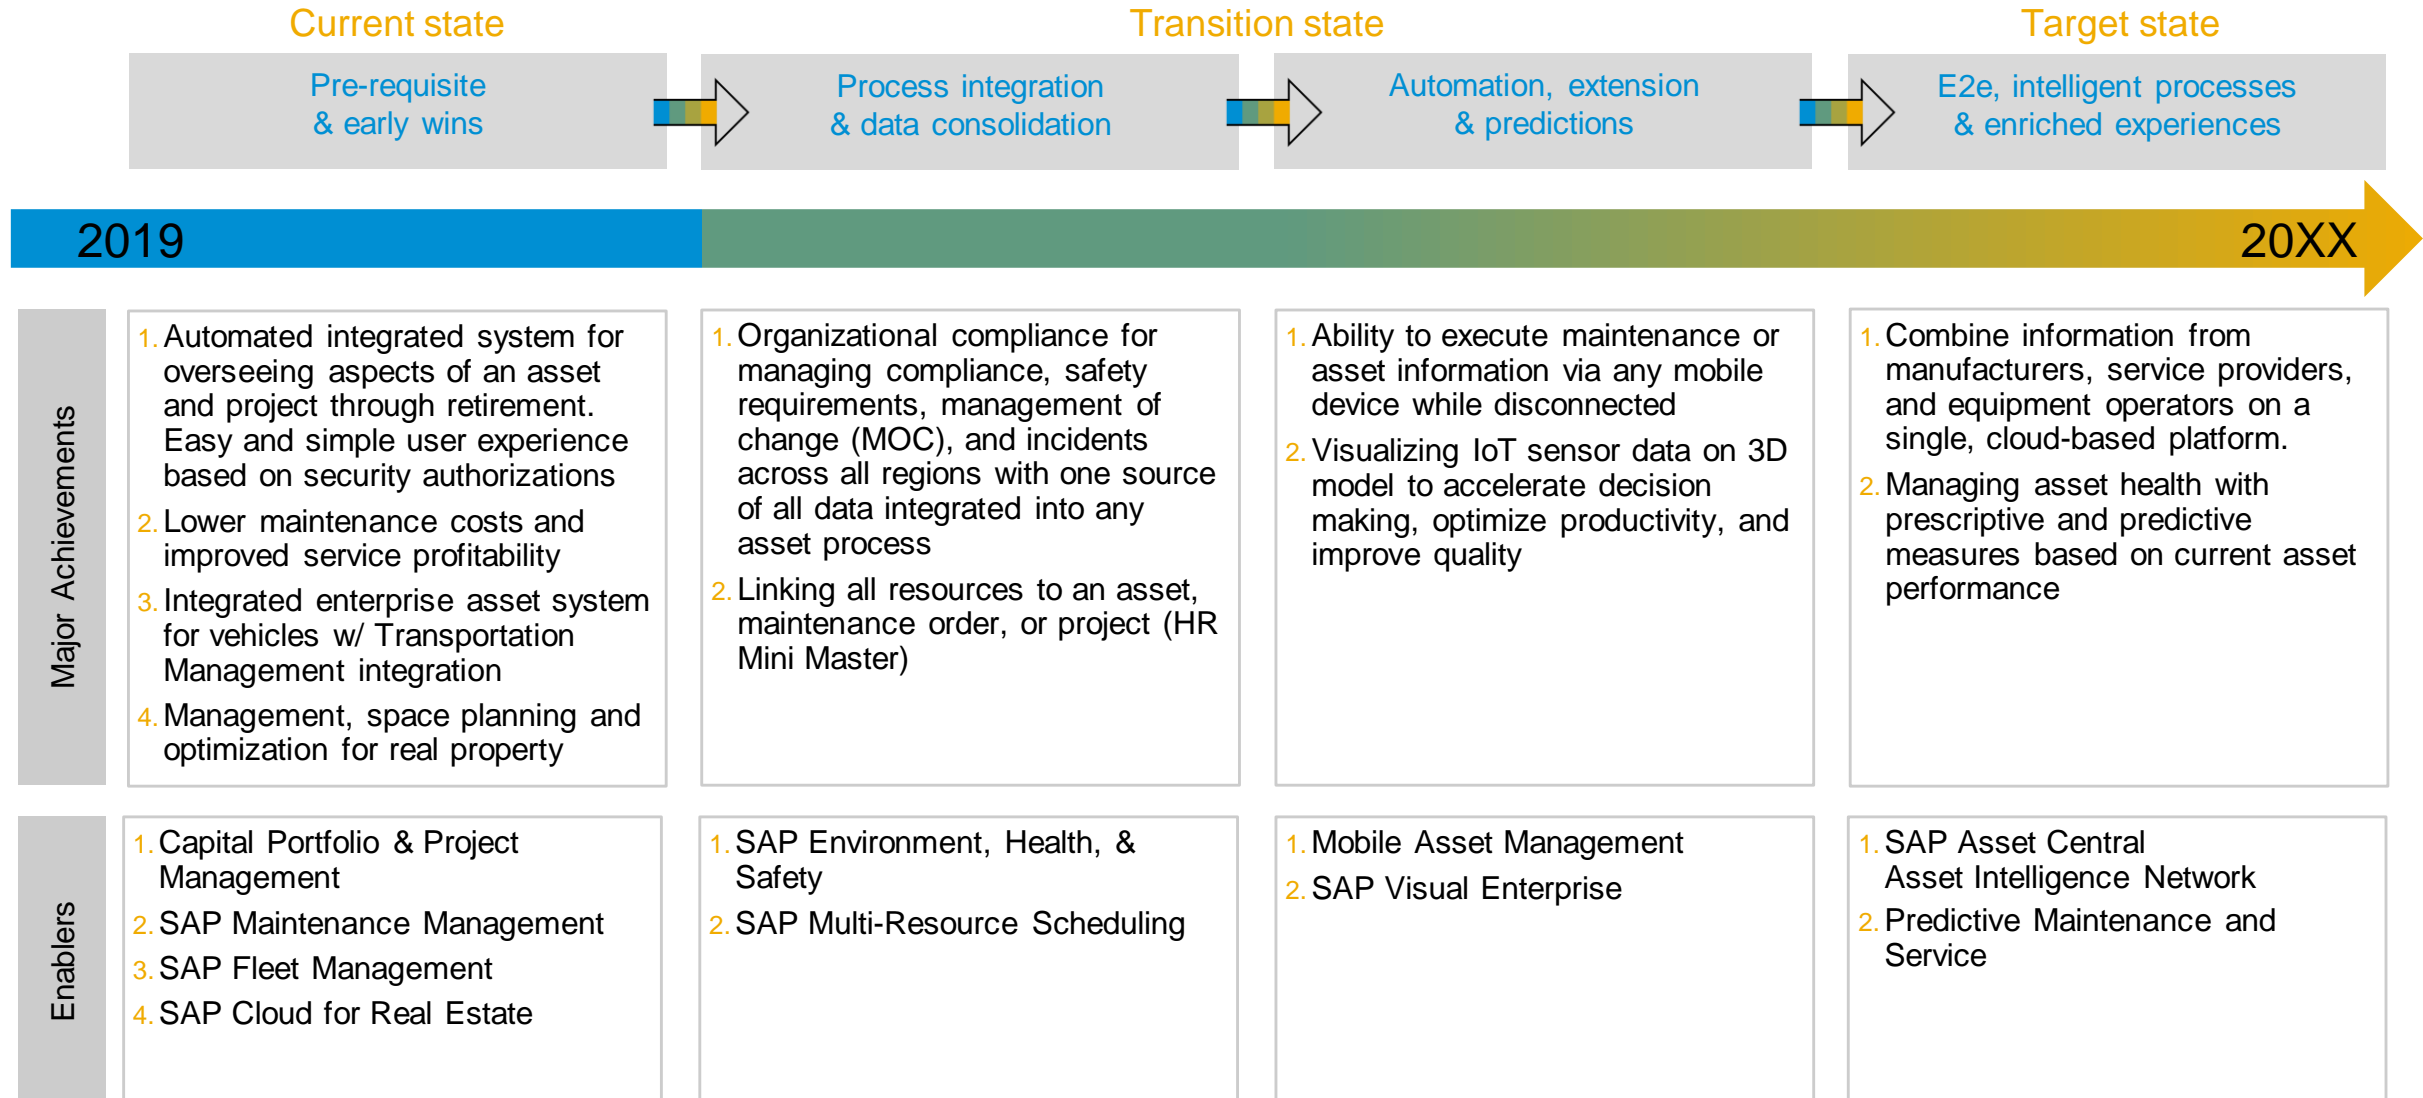 Current state
Transition state
Target state
Pre-requisite
& early wins
Process integration
& data consolidation
Automation, extension
& predictions
E2e, intelligent processes
& enriched experiences
2019
20XX
Major Achievements
1. Automated integrated system for
overseeing aspects of an asset
and project through retirement.
Easy and simple user experience
based on security authorizations
2. Lower maintenance costs and
improved service profitability
3. Integrated enterprise asset system
for vehicles w/ Transportation
Management integration
4. Management, space planning and
optimization for real property
1. Organizational compliance for
managing compliance, safety
requirements, management of
change (MOC), and incidents
across all regions with one source
of all data integrated into any
asset process
2. Linking all resources to an asset,
maintenance order, or project (HR
Mini Master)
1. Ability to execute maintenance or
asset information via any mobile
device while disconnected
2. Visualizing IoT sensor data on 3D
model to accelerate decision
making, optimize productivity, and
improve quality
1. Combine information from
manufacturers, service providers,
and equipment operators on a
single, cloud-based platform.
2. Managing asset health with
prescriptive and predictive
measures based on current asset
performance
Enablers
1. Capital Portfolio & Project
Management
2. SAP Maintenance Management
3. SAP Fleet Management
4. SAP Cloud for Real Estate
1. SAP Environment, Health, &
Safety
2. SAP Multi-Resource Scheduling
1. Mobile Asset Management
2. SAP Visual Enterprise
1. SAP Asset Central
Asset Intelligence Network
2. Predictive Maintenance and
Service